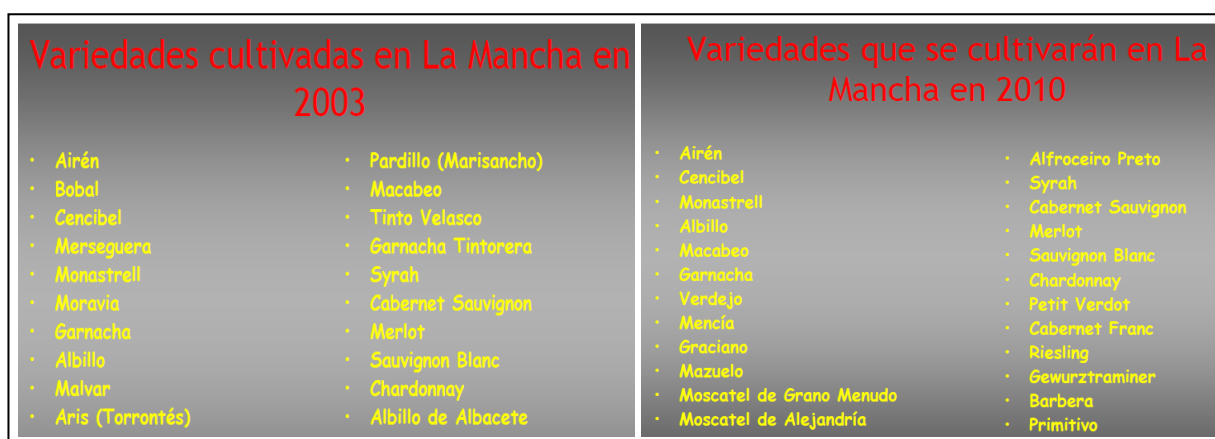 Variedades cultivadas en La Mancha en
2003
• Airén
• Bobal
• Cencibel
• Merseguera
• Monastrell
• Moravia
• Garnacha
• Albillo
• Malvar
• Aris (Torrontés)
• Pardillo (Marisancho)
• Macabeo
• Tinto Velasco
• Garnacha Tintorera
• Syrah
• Cabernet Sauvignon
• Merlot
• Sauvignon Blanc
• Chardonnay
• Albillo de Albacete
Variedades que se cultivarán en La
Mancha en 2010
• Airén
• Cencibel
• Monastrell
• Albillo
• Macabeo
• Garnacha
• Verdejo
• Mencía
• Graciano
• Mazuelo
• Moscatel de Grano Menudo
• Moscatel de Alejandría
• Alfroceiro Preto
• Syrah
• Cabernet Sauvignon
• Merlot
• Sauvignon Blanc
• Chardonnay
• Petit Verdot
• Cabernet Franc
• Riesling
• Gewurztraminer
• Barbera
• Primitivo